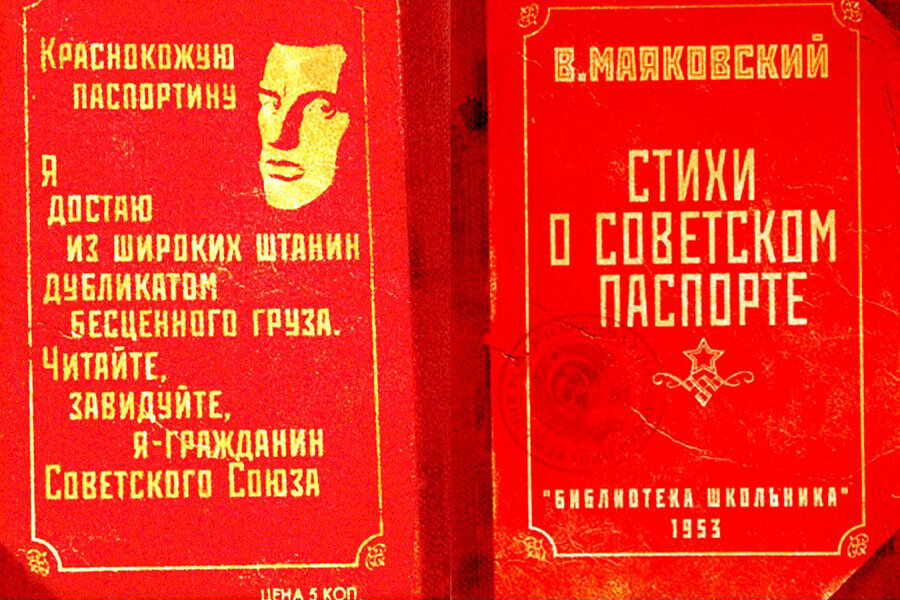 Краснокожую
паспортину
Я
достаю
из широких штанин
дубликатом
бесценного груза.
Читайте,
завидуйте,
я-гражданин
Советского Союза
ЦЕНА 5 КОП.
В. МАЯКОВСКИЙ
СТИХИ
О СОВЕТСКОМ
ПАСПОРТЕ
"БИБЛИОТЕКА ШКОЛЬНИКА"
1953